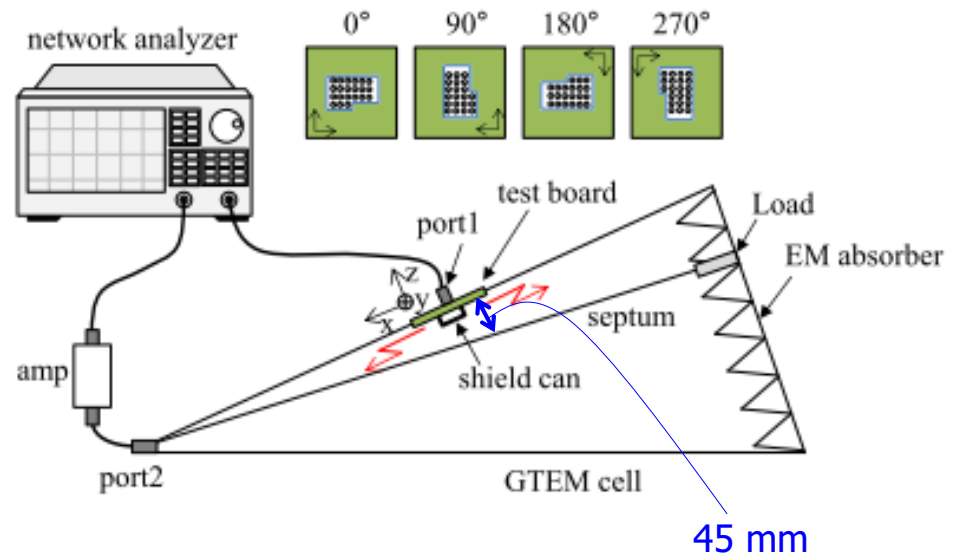 0° 90° 180° 270°
network analyzer
test board
port1
Load
EM absorber
z
y
x
septum
shield can
amp
port2
GTEM cell
45 mm